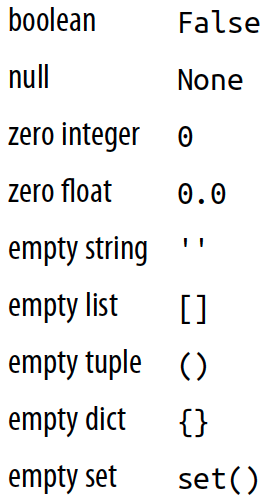 boolean False
null None
zero integer 0
zero float 0.0
empty string ''
empty list []
empty tuple ()
empty dict {}
empty set set()